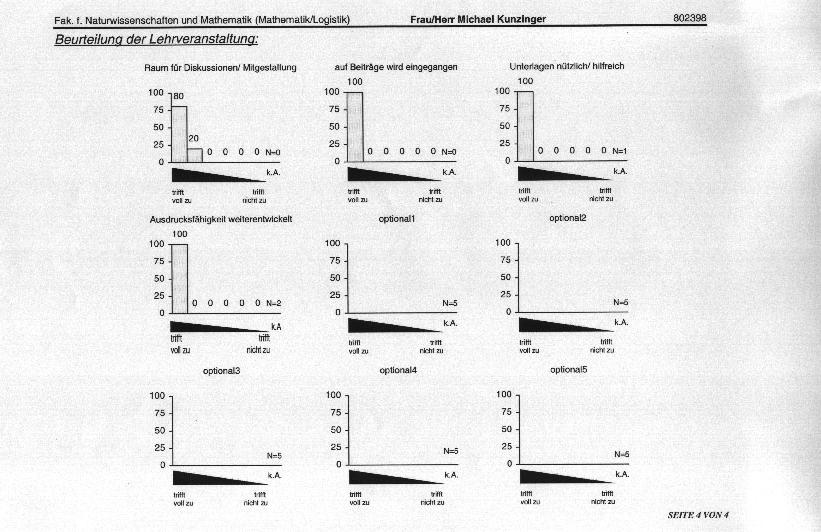 Fak. f. Naturwissenschaften und Mathematik (Mathematik/Logistik) Frau/Herr Michael Kunzinger 802398
Beurteilung der Lehrveranstaltung:
Raum für Diskussionen/ Mitgestaltung auf Beiträge wird eingegangen Unterlagen nützlich/ hilfreich
100 100
100 80 100 100
75 75 75
50 50 50
25 20 25 25
0 0 0 0 N=0 0 0 0 0 0 N=0 0 0 0 0 0 N=1
0 0 0
k.A. k.A. k.A.
trifft trifft trifft trifft trifft trifft
voll zu nicht zu voll zu nicht zu voll zu nicht zu
Ausdrucksfähigkeit weiterentwickelt optional1 optional2
100
100 100 100
75 75 75
50 50 50
25 25 25
0 0 0 0 0 N=2 N=5 N=5
0 0 0
k.A k.A. k.A.
trifft trifft trifft trifft trifft trifft
voll zu nicht zu voll zu nicht zu voll zu nicht zu
optional3 optional4 optional5
100 100 100
75 75 75
50 50 50
25 25 25
N=5 N=5 N=5
0 0 0
k.A. k.A. k.A.
trifft trifft trifft trifft trifft trifft
voll zu nicht zu voll zu nicht zu voll zu nicht zu
SEITE 4 VON 4